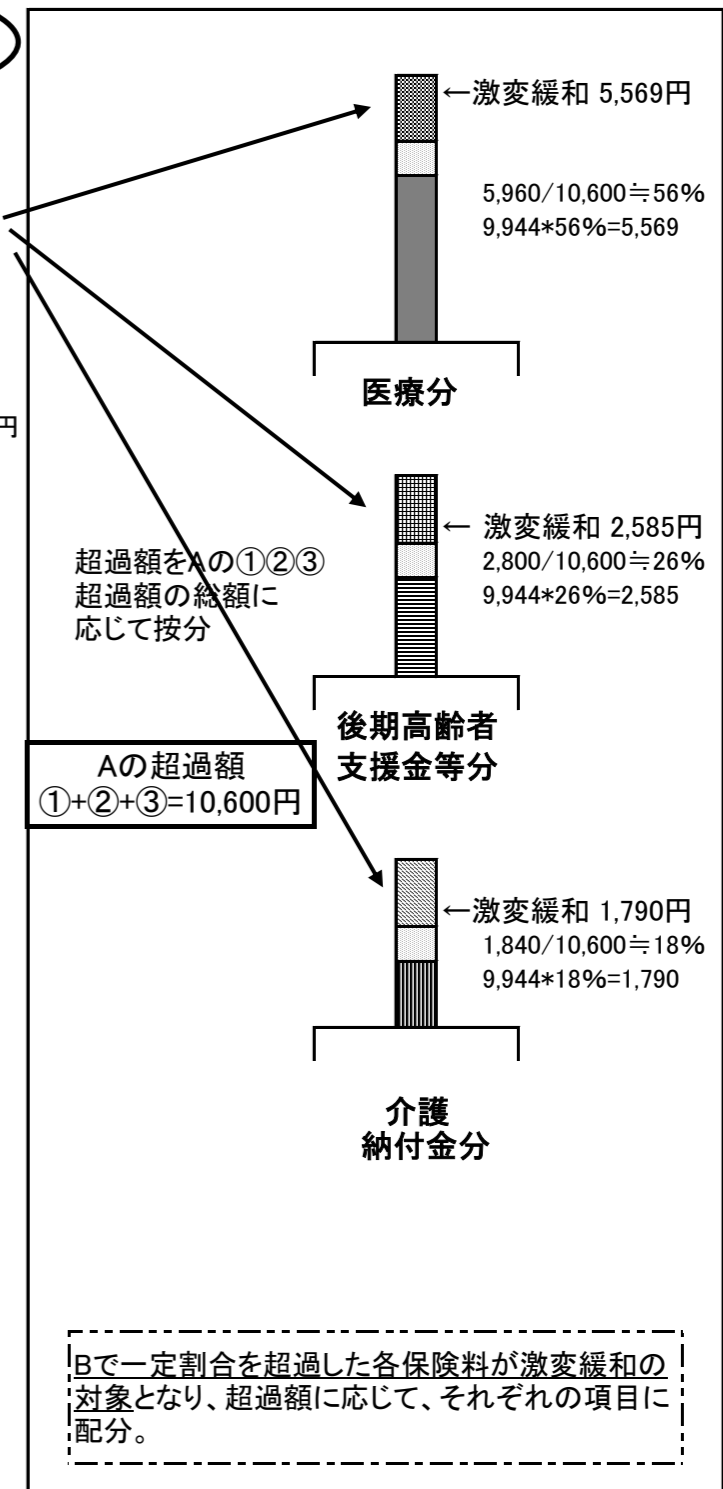 ←激変緩和 5,569円
5,960/10,600≒56%
9,944*56%=5,569
医療分
円
← 激変緩和 2,585円
2,800/10,600≒26%
9,944*26%=2,585
超過額をAの①②③
超過額の総額に
応じて按分
後期高齢者
支援金等分
Aの超過額
①+②+③=10,600円
←激変緩和 1,790円
1,840/10,600≒18%
9,944*18%=1,790
介護
納付金分
Bで一定割合を超過した各保険料が激変緩和の
対象となり、超過額に応じて、それぞれの項目に
配分。